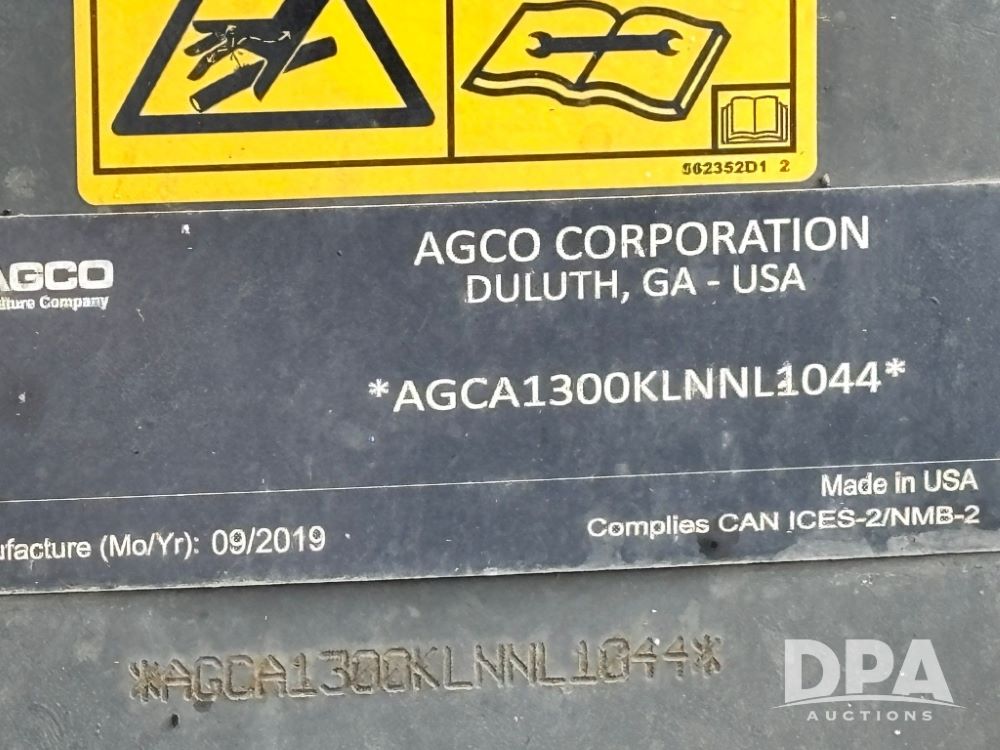 562352D1 2
AGCO
AGCO CORPORATION
DULUTH, GA - USA
Company
*AGCA1300KLNNL1044*
Made in USA
(Mo/Yr): 09/2019
Complies CAN ICES-2/NMB-2
*AGCA1300KLNNL1044*
DPA
AUCTIONS